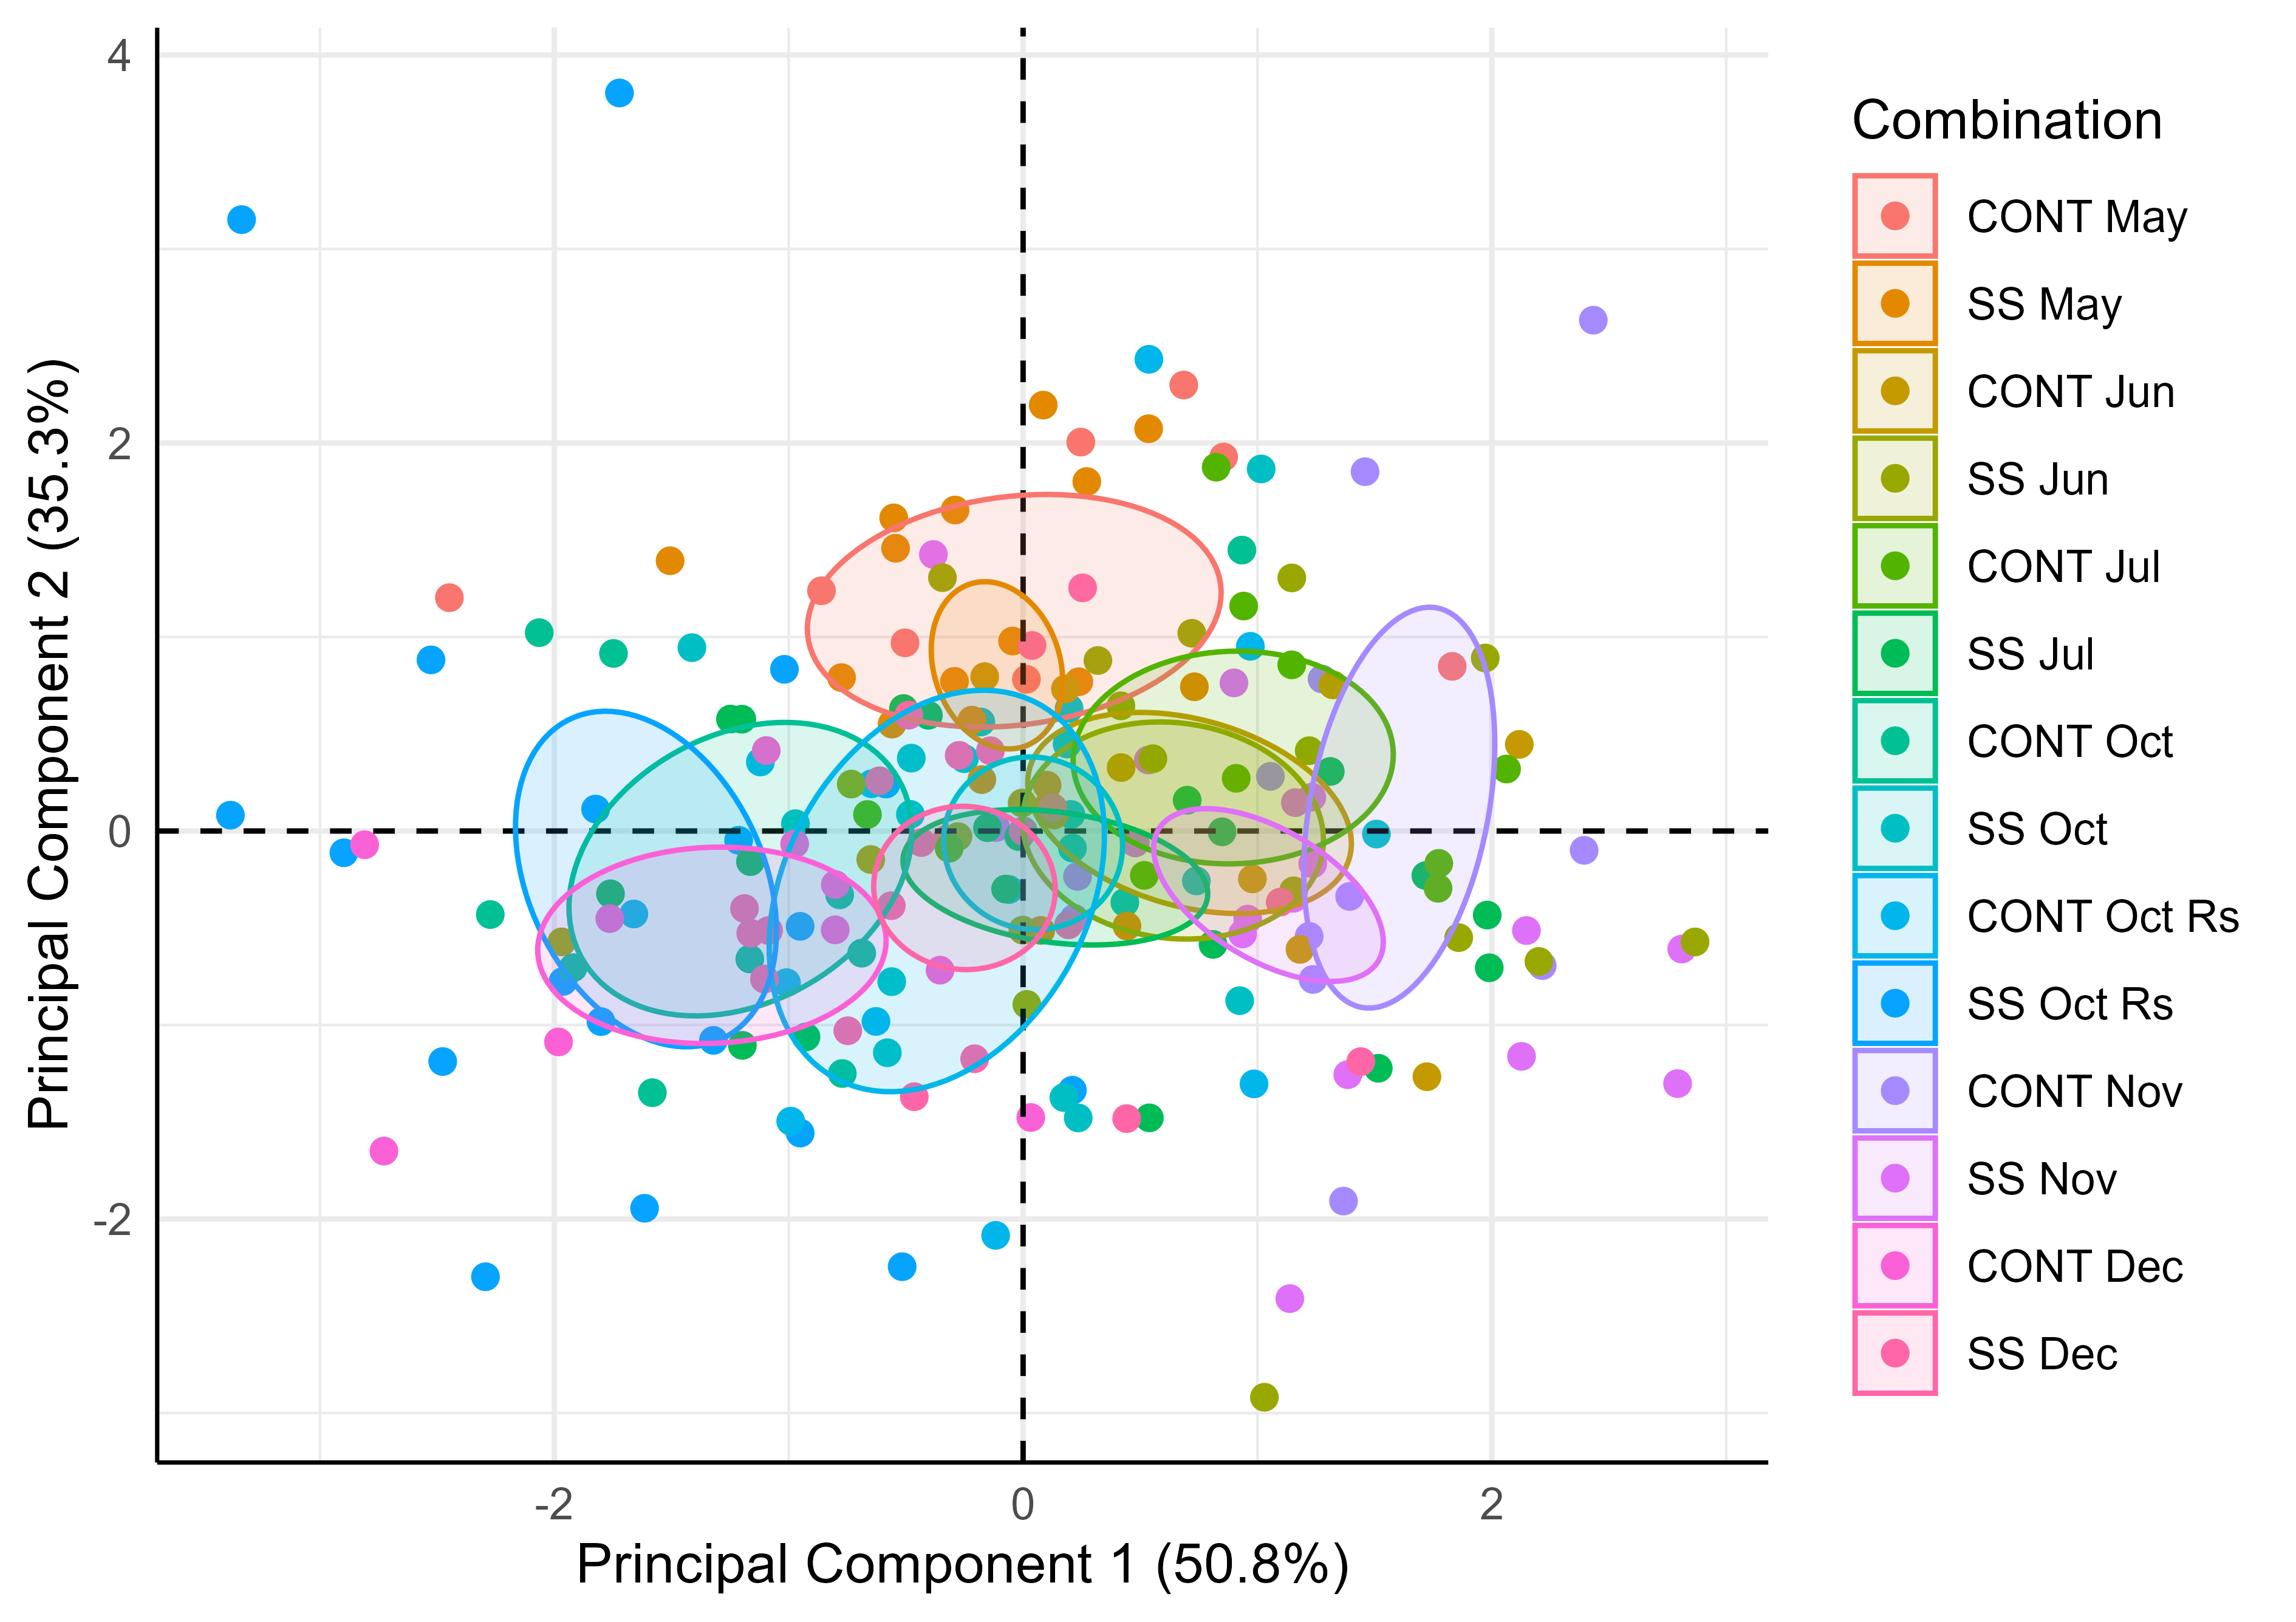 Principal Component 2 (35.3%)
4
2
0
-2
-2
0
2
Principal Component 1 (50.8%)
Combination
CONT May
SS May
CONT Jun
SS Jun
CONT Jul
SS Jul
CONT Oct
SS Oct
CONT Oct Rs
SS Oct Rs
CONT Nov
SS Nov
CONT Dec
SS Dec